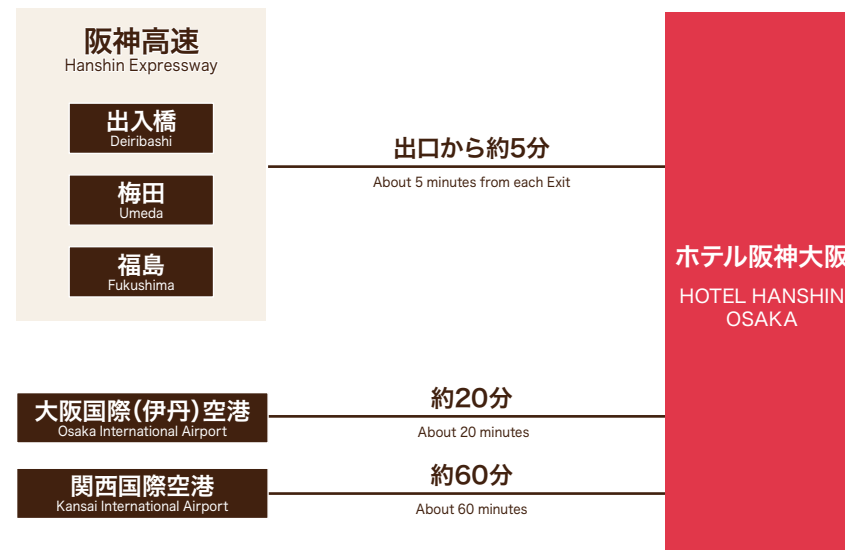 阪神高速
Hanshin Expressway
出入橋
Deiribashi
梅田
Umeda
福島
Fukushima
出口から約5分
About 5 minutes from each Exit
ホテル阪神大阪
HOTEL HANSHIN
OSAKA
大阪国際(伊丹)空港
Osaka International Airport
約20分
About 20 minutes
関西国際空港
Kansai International Airport
約60分
About 60 minutes